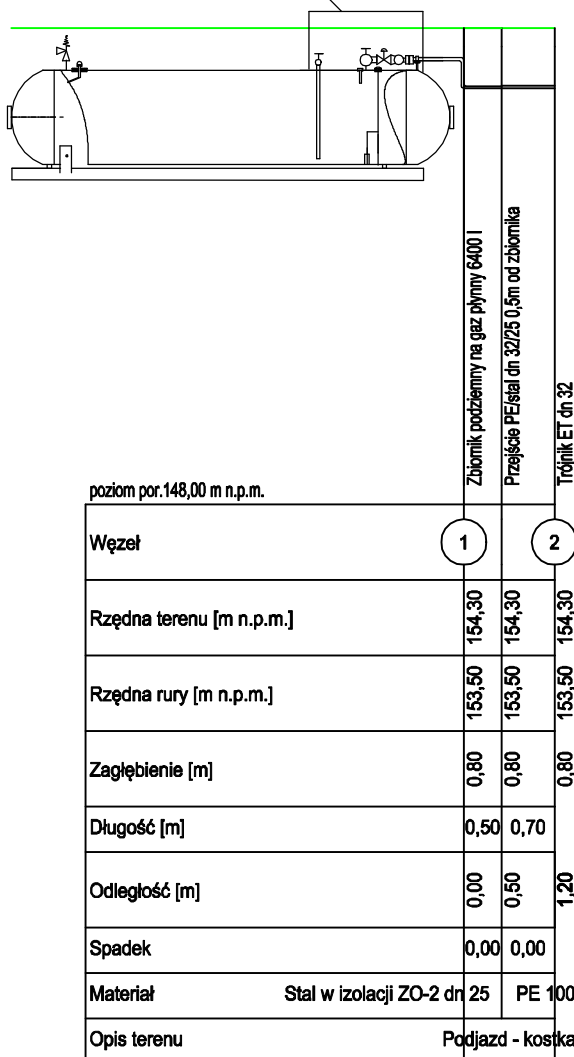 Zbiornik podziemny na gaz płynny 6400 l
Przejście PE/stal dn 32/25 0,5m od zbiornika
Trójnik ET dn 32
poziom por.148,00 m n.p.m.
Węzeł 1 2
Rzędna terenu [m n.p.m.] 154,30 154,30 154,30
Rzędna rury [m n.p.m.] 153,50 153,50 153,50
Zagłębienie [m] 0,80 0,80 0,80
Długość [m] 0,50 0,70
Odległość [m] 0,00 0,50 1,20
Spadek 0,00 0,00
Materiał Stal w izolacji ZO-2 dn 25 PE 100
Opis terenu Podjazd - kostka